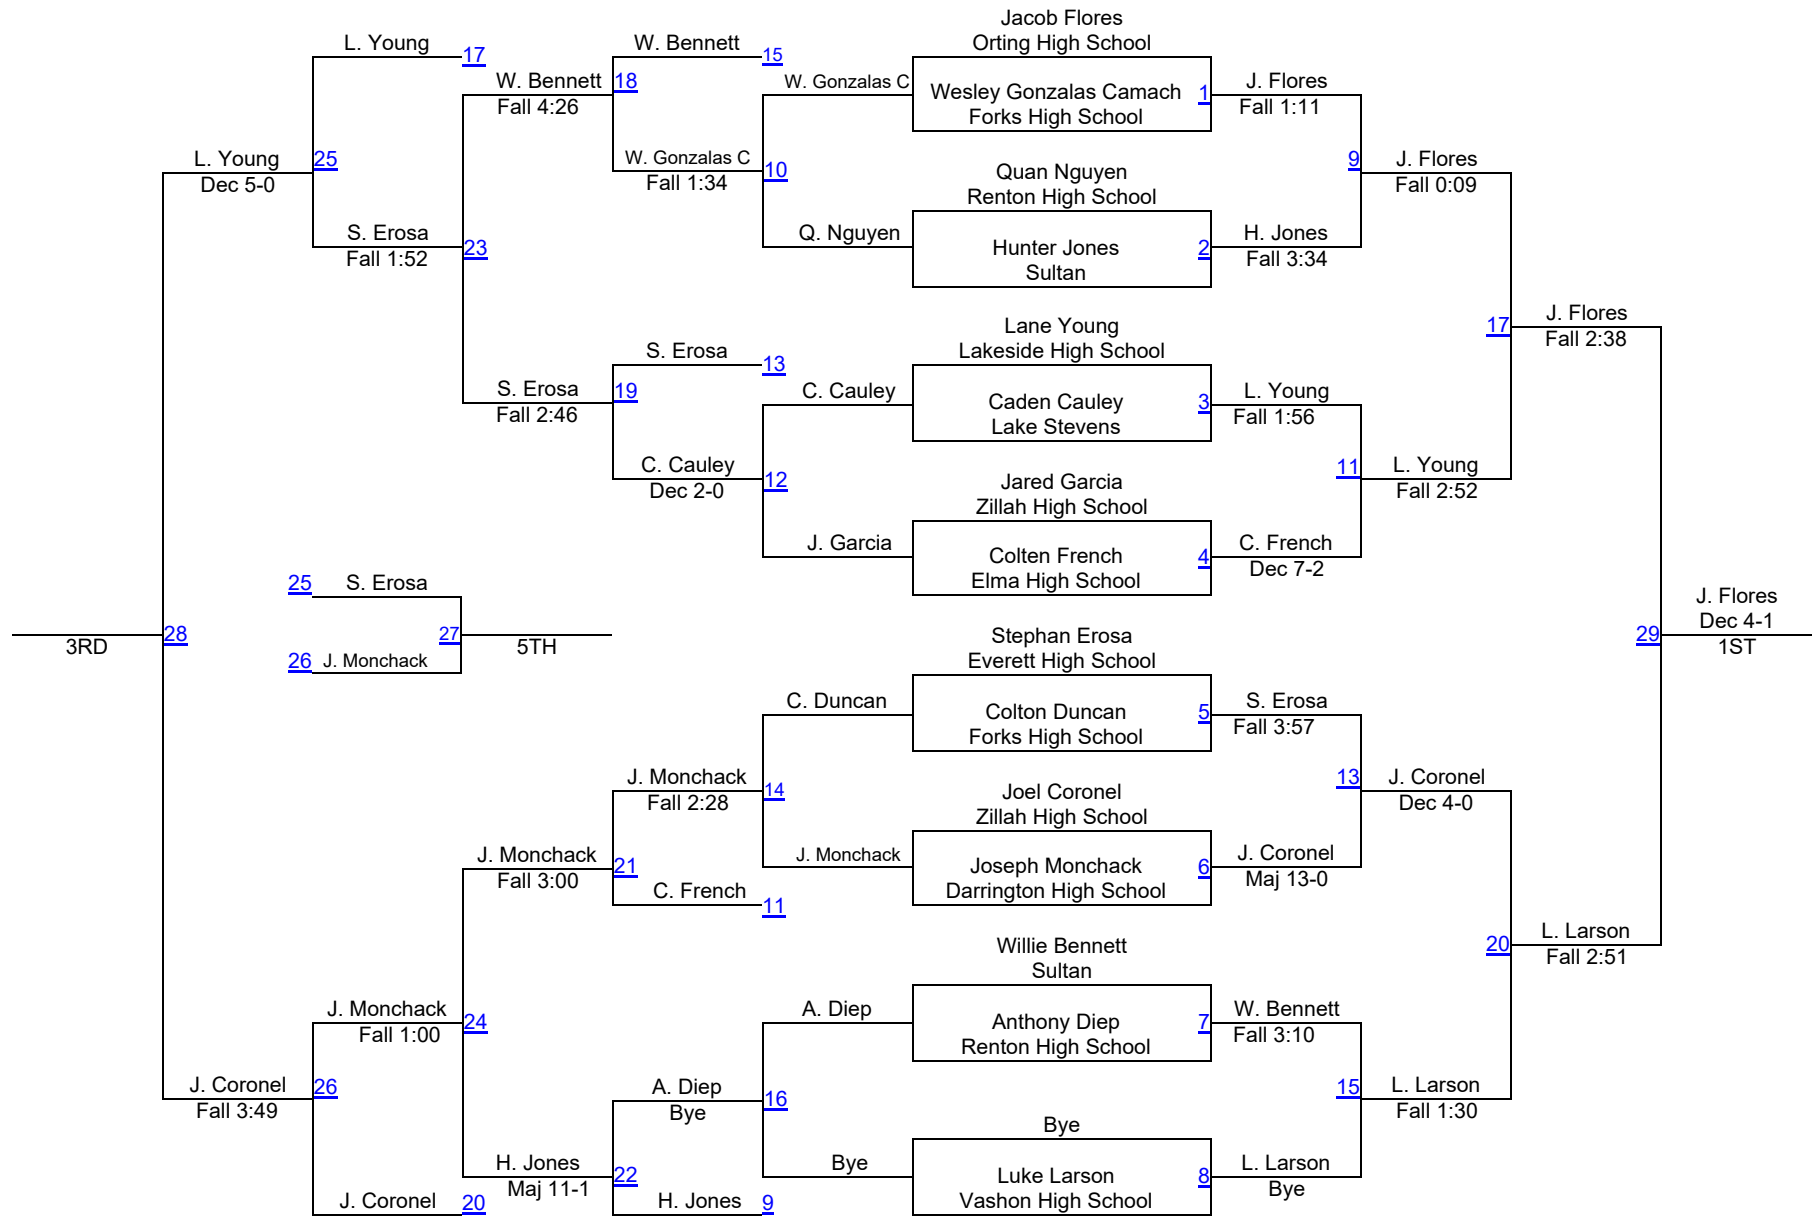 Jacob Flores
Orting High School
L. Young
17
W. Bennett
15
W. Bennett
18
Fall 4:26
W. Gonzalas C
Wesley Gonzalas Camach
1
Forks High School
J. Flores
Fall 1:11
L. Young
25
Dec 5-0
W. Gonzalas C
10
Fall 1:34
9
J. Flores
Fall 0:09
Quan Nguyen
Renton High School
S. Erosa
23
Fall 1:52
Q. Nguyen
Hunter Jones
2
Sultan
H. Jones
Fall 3:34
Lane Young
Lakeside High School
17
J. Flores
Fall 2:38
S. Erosa
13
S. Erosa
19
Fall 2:46
C. Cauley
Caden Cauley
3
Lake Stevens
L. Young
Fall 1:56
C. Cauley
12
Dec 2-0
11
L. Young
Fall 2:52
Jared Garcia
Zillah High School
J. Garcia
Colten French
4
Elma High School
C. French
Dec 7-2
25
S. Erosa
28
3RD
27
5TH
26
J. Monchack
Stephan Erosa
Everett High School
29
J. Flores
Dec 4-1
1ST
C. Duncan
Colton Duncan
5
Forks High School
S. Erosa
Fall 3:57
J. Monchack
14
Fall 2:28
13
J. Coronel
Dec 4-0
Joel Coronel
Zillah High School
J. Monchack
21
Fall 3:00
J. Monchack
Joseph Monchack
6
Darrington High School
J. Coronel
Maj 13-0
C. French
11
Willie Bennett
Sultan
20
L. Larson
Fall 2:51
J. Monchack
24
Fall 1:00
A. Diep
Anthony Diep
7
Renton High School
W. Bennett
Fall 3:10
J. Coronel
26
Fall 3:49
A. Diep
16
Bye
15
L. Larson
Fall 1:30
Bye
H. Jones
22
Maj 11-1
Bye
Luke Larson
8
Vashon High School
L. Larson
Bye
J. Coronel
20
H. Jones
9